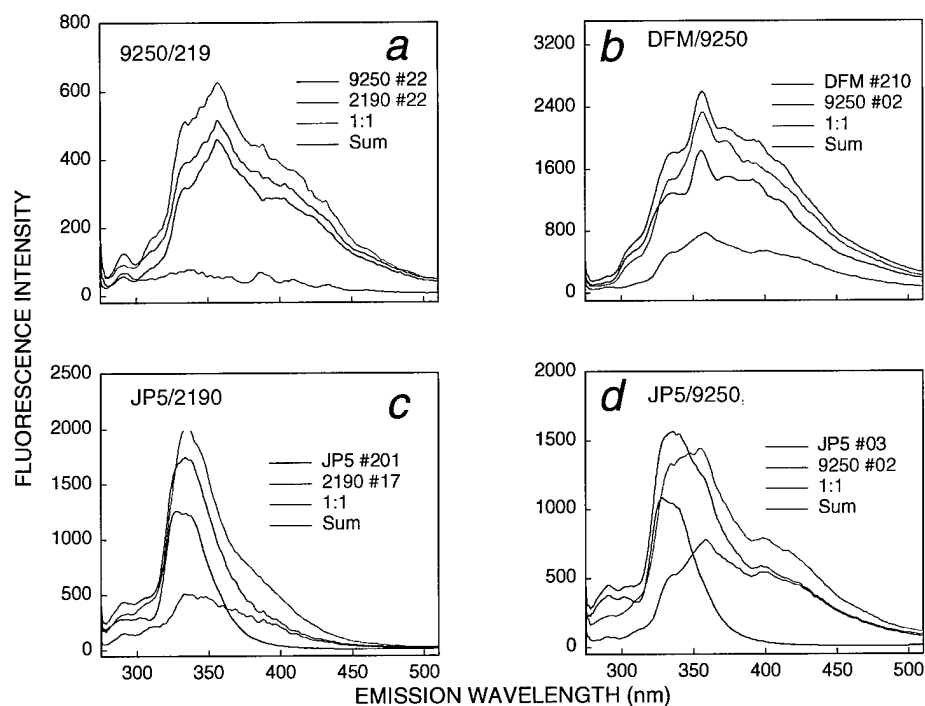 a
9250/219
9250 #22
2190 #22
1:1
Sum
800
600
400
200
0
b
DFM/9250
DFM #210
9250 #02
1:1
Sum
3200
2400
1600
800
0
FLUORESCENCE INTENSITY
c
JP5/2190
JP5 #201
2190 #17
1:1
Sum
2500
2000
1500
1000
500
0
300 350 400 450 500
d
JP5/9250
JP5 #03
9250 #02
1:1
Sum
2000
1500
1000
500
0
300 350 400 450 500
EMISSION WAVELENGTH (nm)